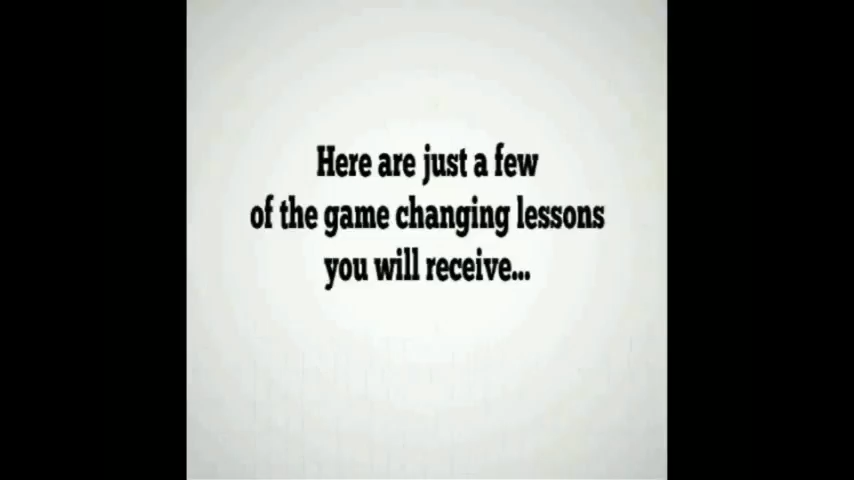 Here are just a few
of the game changing lessons
you will receive...